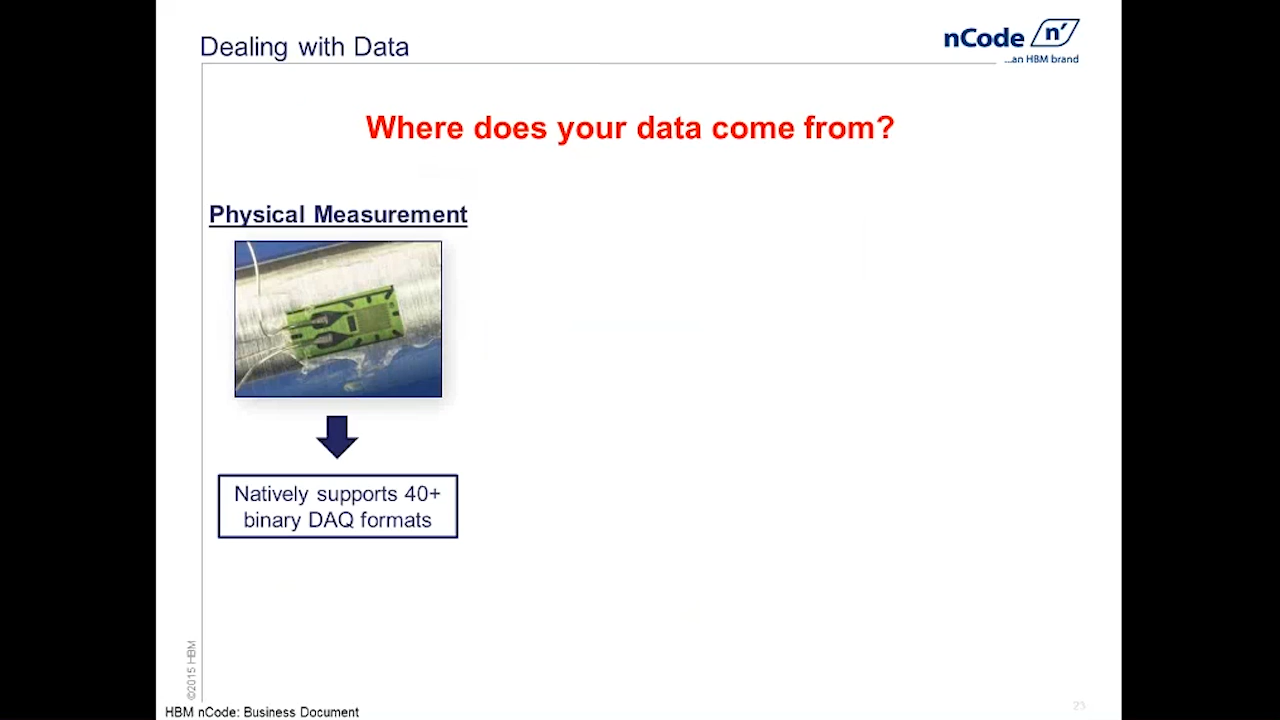 Dealing with Data
nCode n'
...an HBM brand
Where does your data come from?
Physical Measurement
Natively supports 40+
binary DAQ formats
©2015 HBM
HBM nCode: Business Document
23